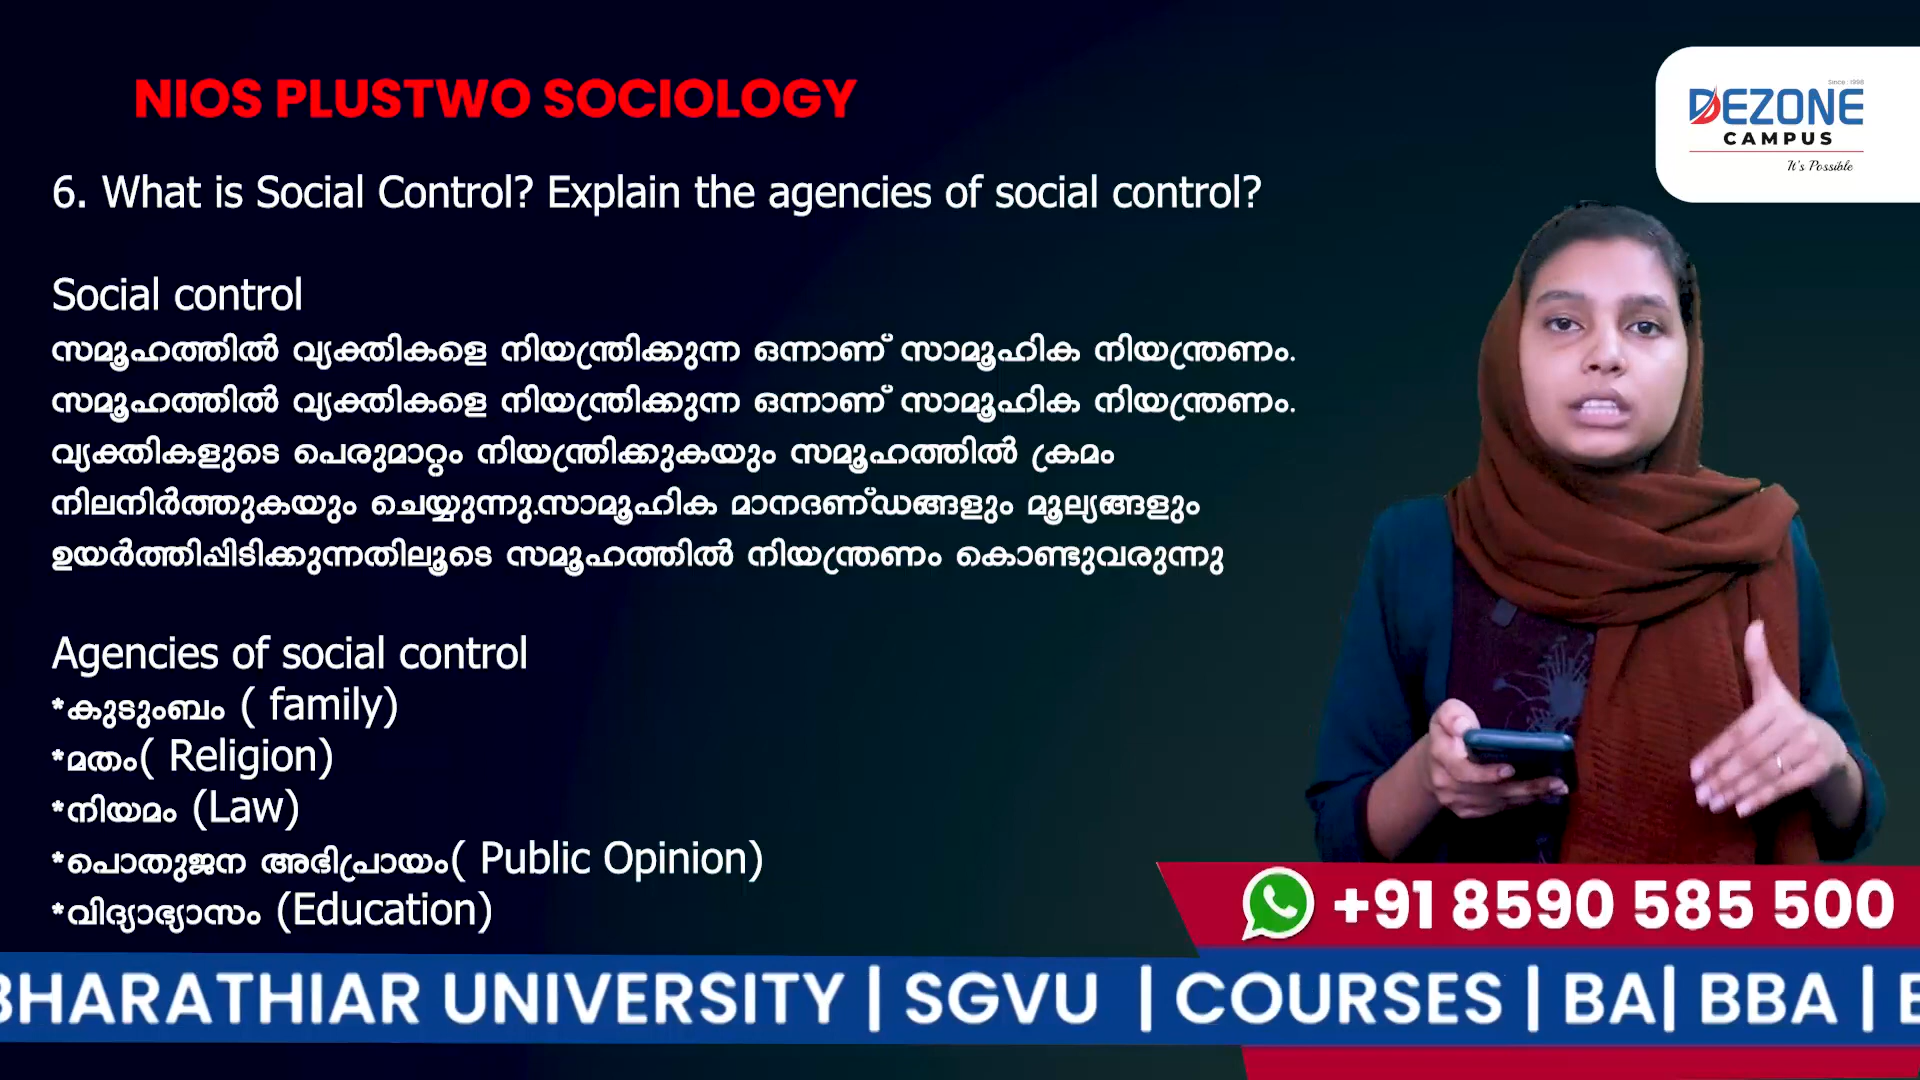 NIOS PLUSTWO SOCIOLOGY
Since : 1998
DEZONE
CAMPUS
It's Possible
6. What is Social Control? Explain the agencies of social control?
Social control
സമൂഹത്തിൽ വ്യക്തികളെ നിയന്ത്രിക്കുന്ന ഒന്നാണ് സാമൂഹിക നിയന്ത്രണം.
സമൂഹത്തിൽ വ്യക്തികളെ നിയന്ത്രിക്കുന്ന ഒന്നാണ് സാമൂഹിക നിയന്ത്രണം.
വ്യക്തികളുടെ പെരുമാറ്റം നിയന്ത്രിക്കുകയും സമൂഹത്തിൽ ക്രമം
നിലനിർത്തുകയും ചെയ്യുന്നു.സാമൂഹിക മാനദണ്ഡങ്ങളും മൂല്യങ്ങളും
ഉയർത്തിപ്പിടിക്കുന്നതിലൂടെ സമൂഹത്തിൽ നിയന്ത്രണം കൊണ്ടുവരുന്നു
Agencies of social control
*കുടുംബം ( family)
*മതം( Religion)
*നിയമം (Law)
*പൊതുജന അഭിപ്രായം( Public Opinion)
*വിദ്യാഭ്യാസം (Education)
+91 8590 585 500
BHARATHIAR UNIVERSITY | SGVU | COURSES | BA| BBA |